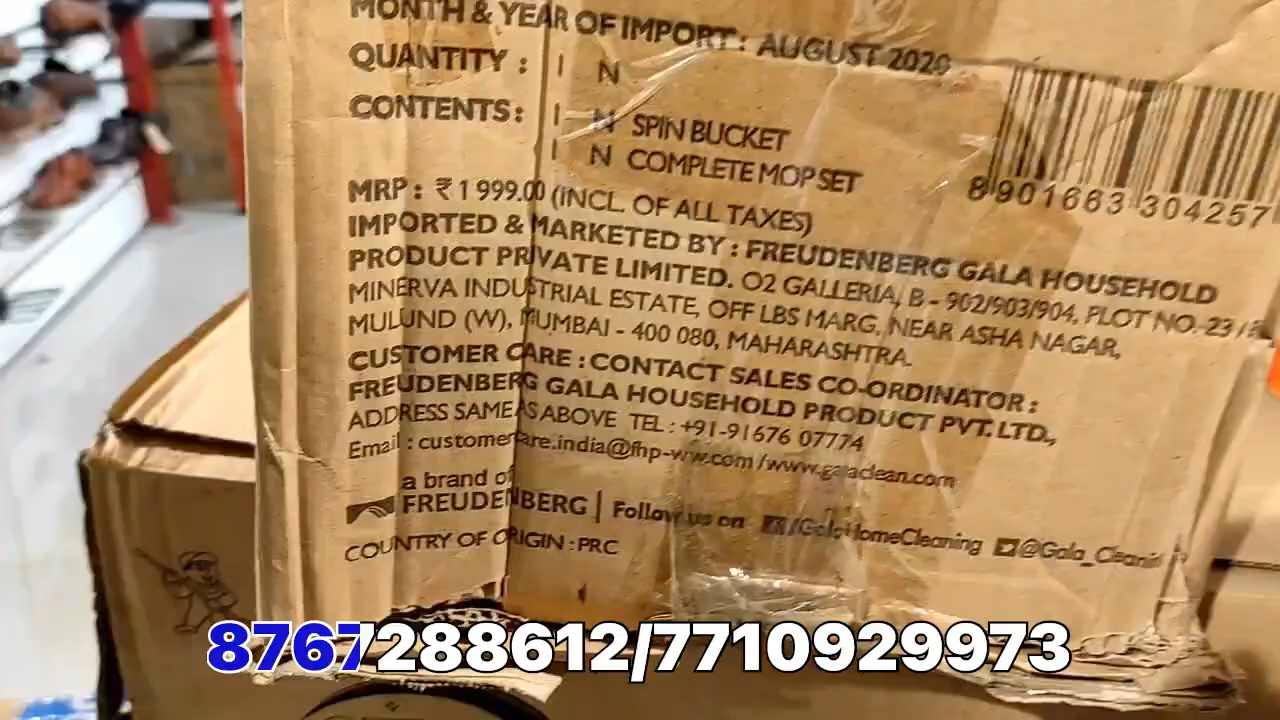 MONTH & YEAR OF IMPORT: AUGUST 2020
QUANTITY : 1 N
CONTENTS: 1 N SPIN BUCKET
1 N COMPLETE MOP SET
8 901663 304257
MRP : ₹ 1 999.00 (INCL. OF ALL TAXES)
IMPORTED & MARKETED BY : FREUDENBERG GALA HOUSEHOLD
PRODUCT PRIVATE LIMITED. O2 GALLERIA, B - 902/903/904, PLOT NO. 23 /
MINERVA INDUSTRIAL ESTATE, OFF LBS MARG, NEAR ASHA NAGAR,
MULUND (W), MUMBAI - 400 080, MAHARASHTRA.
CUSTOMER CARE : CONTACT SALES CO-ORDINATOR :
FREUDENBERG GALA HOUSEHOLD PRODUCT PVT. LTD.,
ADDRESS SAME AS ABOVE TEL : +91-91676 07774
Email : customercare.india@fhp-ww.com /www.galaclean.com
a brand of
FREUDENBERG | Follow us on /GalaHomeCleaning @Gala_Cleani
COUNTRY OF ORIGIN : PRC
8767288612/7710929973